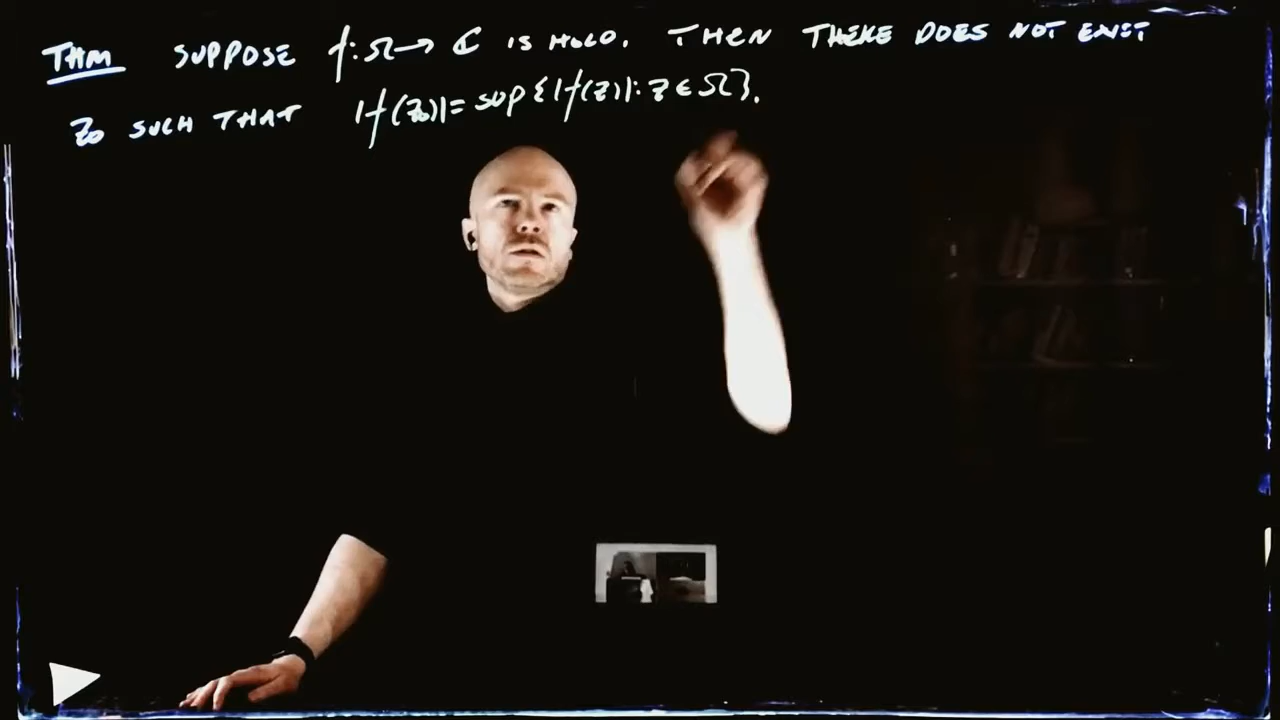 THM SUPPOSE f: Ω → ℂ IS HOLO. THEN THERE DOES NOT EXIST
z₀ SUCH THAT |f(z₀)| = sup{|f(z)| : z ∈ Ω}.